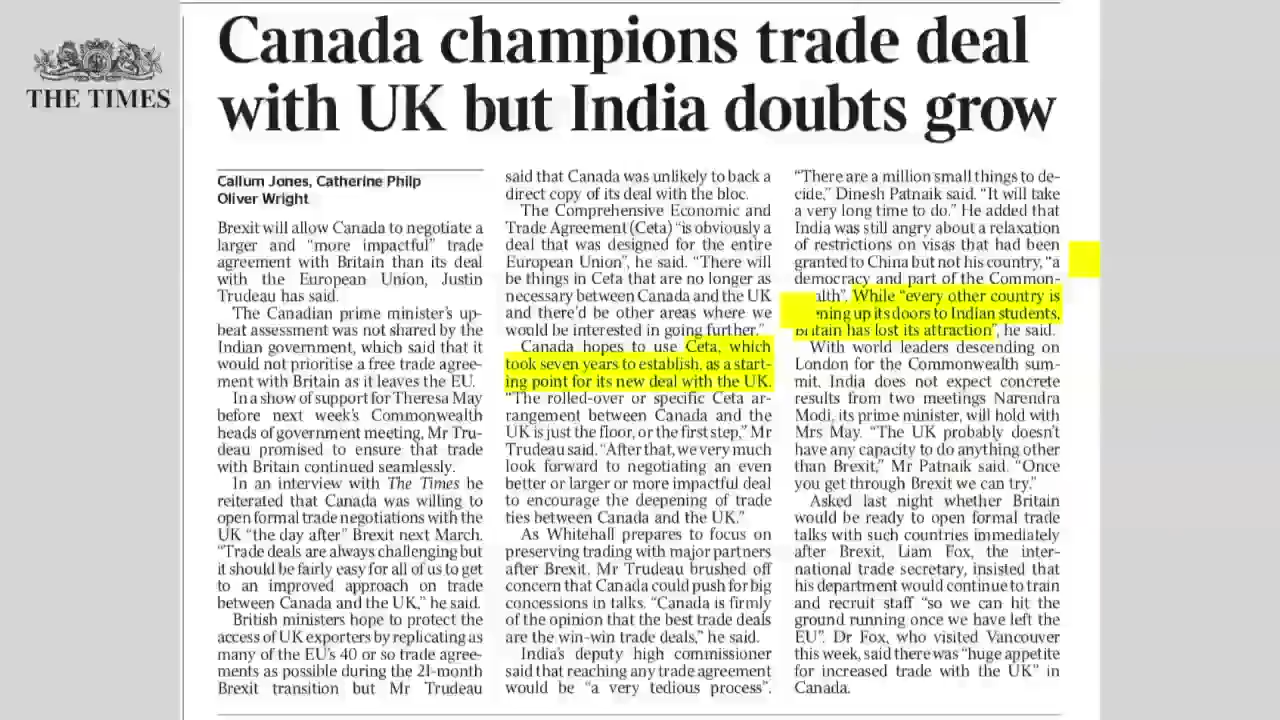 THE TIMES
Canada champions trade deal
with UK but India doubts grow
Callum Jones, Catherine Philp
Oliver Wright
Brexit will allow Canada to negotiate a
larger and “more impactful” trade
agreement with Britain than its deal
with the European Union, Justin
Trudeau has said.
The Canadian prime minister’s up-
beat assessment was not shared by the
Indian government, which said that it
would not prioritise a free trade agree-
ment with Britain as it leaves the EU.
In a show of support for Theresa May
before next week’s Commonwealth
heads of government meeting, Mr Tru-
deau promised to ensure that trade
with Britain continued seamlessly.
In an interview with The Times he
reiterated that Canada was willing to
open formal trade negotiations with the
UK “the day after” Brexit next March.
“Trade deals are always challenging but
it should be fairly easy for all of us to get
to an improved approach on trade
between Canada and the UK,” he said.
British ministers hope to protect the
access of UK exporters by replicating as
many of the EU’s 40 or so trade agree-
ments as possible during the 21-month
Brexit transition but Mr Trudeau
said that Canada was unlikely to back a
direct copy of its deal with the bloc.
The Comprehensive Economic and
Trade Agreement (Ceta) “is obviously a
deal that was designed for the entire
European Union”, he said. “There will
be things in Ceta that are no longer as
necessary between Canada and the UK
and there’d be other areas where we
would be interested in going further.”
Canada hopes to use Ceta, which
took seven years to establish, as a start-
ing point for its new deal with the UK.
“The rolled-over or specific Ceta ar-
rangement between Canada and the
UK is just the floor, or the first step,” Mr
Trudeau said. “After that, we very much
look forward to negotiating an even
better or larger or more impactful deal
to encourage the deepening of trade
ties between Canada and the UK.”
As Whitehall prepares to focus on
preserving trading with major partners
after Brexit, Mr Trudeau brushed off
concern that Canada could push for big
concessions in talks. “Canada is firmly
of the opinion that the best trade deals
are the win-win trade deals,” he said.
India’s deputy high commissioner
said that reaching any trade agreement
would be “a very tedious process”.
“There are a million small things to de-
cide,” Dinesh Patnaik said. “It will take
a very long time to do.” He added that
India was still angry about a relaxation
of restrictions on visas that had been
granted to China but not his country, “a
democracy and part of the Common-
alth”. While “every other country is
ning up its doors to Indian students,
Britain has lost its attraction”, he said.
With world leaders descending on
London for the Commonwealth sum-
mit, India does not expect concrete
results from two meetings Narendra
Modi, its prime minister, will hold with
Mrs May. “The UK probably doesn’t
have any capacity to do anything other
than Brexit,” Mr Patnaik said. “Once
you get through Brexit we can try.”
Asked last night whether Britain
would be ready to open formal trade
talks with such countries immediately
after Brexit, Liam Fox, the inter-
national trade secretary, insisted that
his department would continue to train
and recruit staff “so we can hit the
ground running once we have left the
EU”. Dr Fox, who visited Vancouver
this week, said there was “huge appetite
for increased trade with the UK” in
Canada.